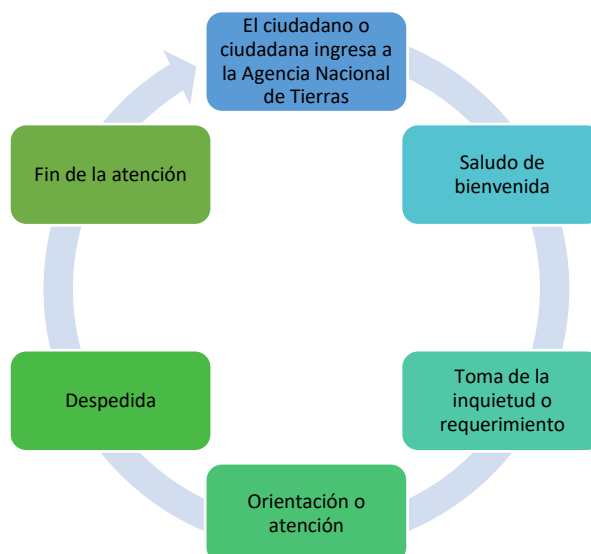 El ciudadano o
ciudadana ingresa a
la Agencia Nacional
de Tierras
Saludo de
bienvenida
Toma de la
inquietud o
requerimiento
Orientación o
atención
Despedida
Fin de la atención